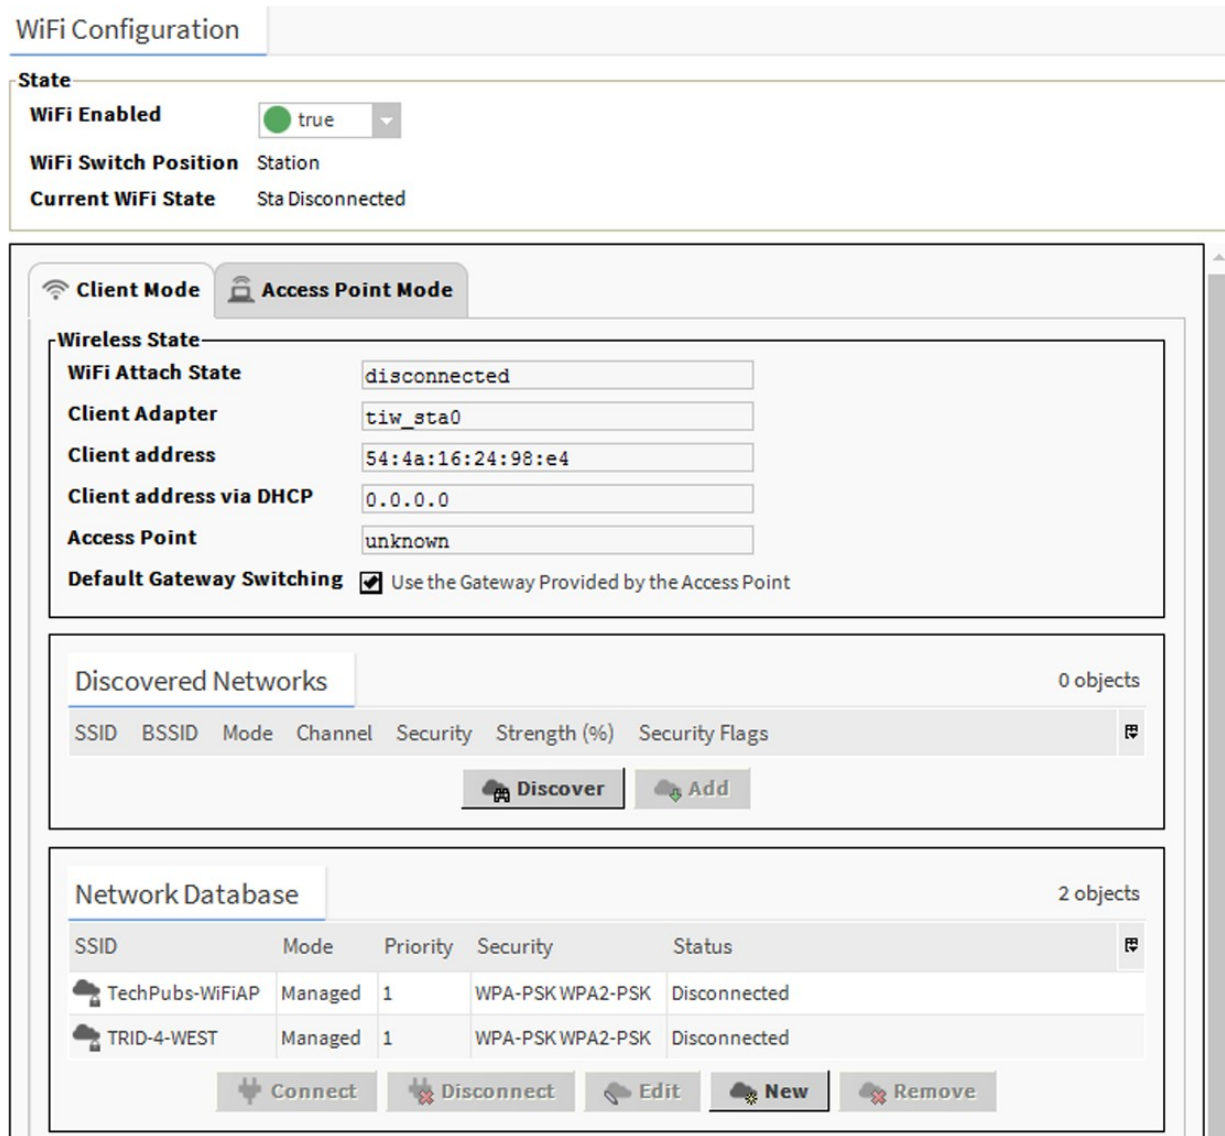 WiFi Configuration
State
WiFi Enabled true
WiFi Switch Position Station
Current WiFi State Sta Disconnected
Client Mode Access Point Mode
Wireless State
WiFi Attach State disconnected
Client Adapter tiw_sta0
Client address 54:4a:16:24:98:e4
Client address via DHCP 0.0.0.0
Access Point unknown
Default Gateway Switching Use the Gateway Provided by the Access Point
Discovered Networks 0 objects
SSID BSSID Mode Channel Security Strength (%) Security Flags
Discover Add
Network Database 2 objects
SSID Mode Priority Security Status
TechPubs-WiFiAP Managed 1 WPA-PSK WPA2-PSK Disconnected
TRID-4-WEST Managed 1 WPA-PSK WPA2-PSK Disconnected
Connect Disconnect Edit New Remove